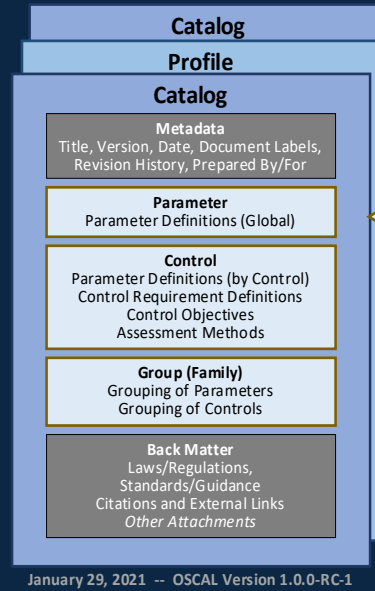 Catalog
Profile
Catalog
Metadata
Title, Version, Date, Document Labels,
Revision History, Prepared By/For
Parameter
Parameter Definitions (Global)
Control
Parameter Definitions (by Control)
Control Requirement Definitions
Control Objectives
Assessment Methods
Group (Family)
Grouping of Parameters
Grouping of Controls
Back Matter
Laws/Regulations,
Standards/Guidance
Citations and External Links
Other Attachments
January 29, 2021 -- OSCAL Version 1.0.0-RC-1